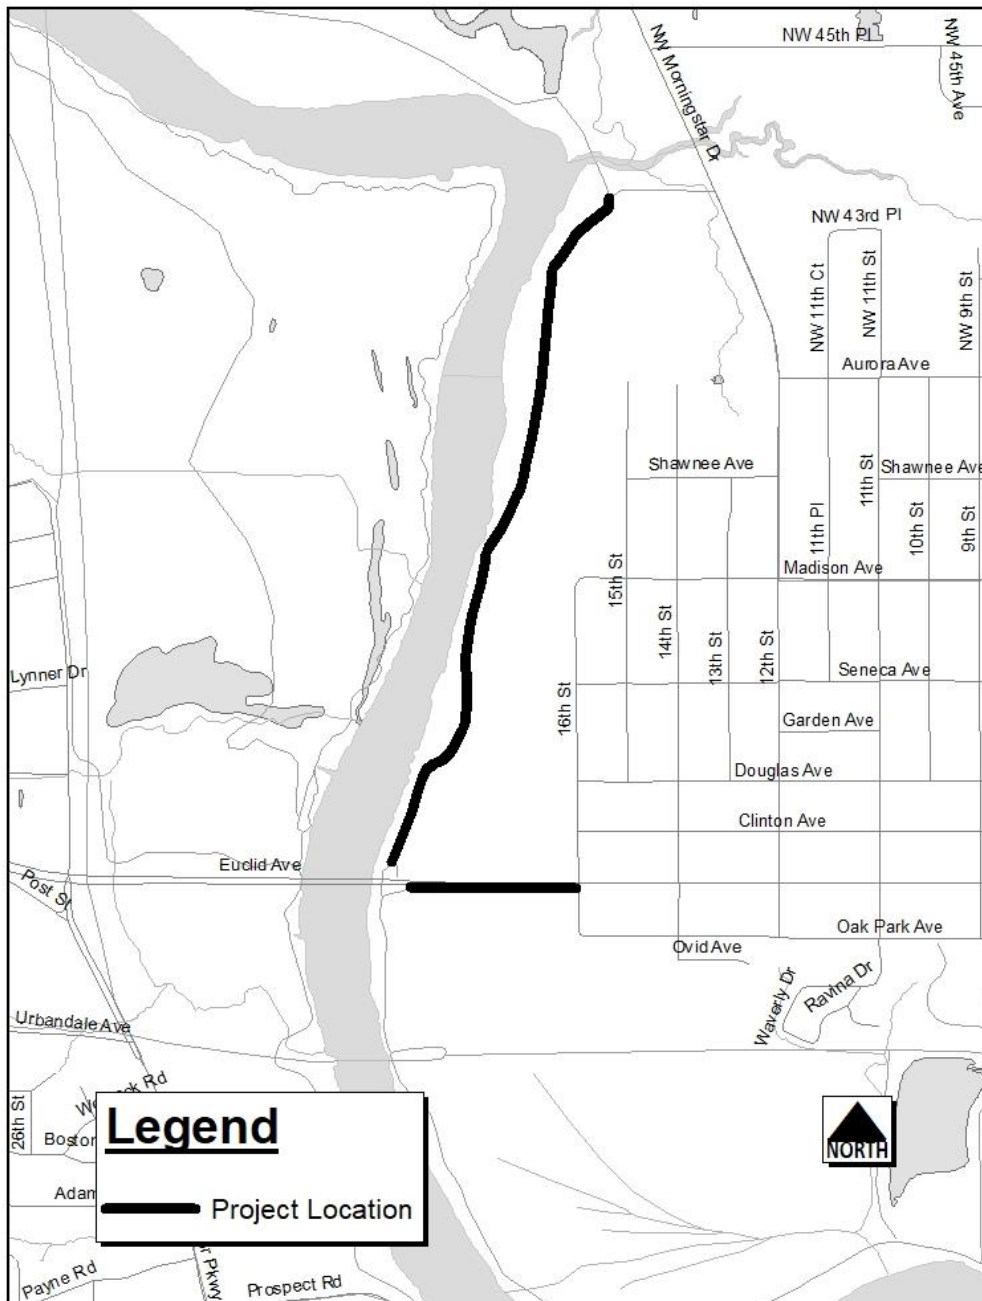 NW 45th Pl
NW 45th Ave
NW Morningstar Dr
NW 43rd Pl
NW 11th Ct
NW 11th St
NW 6th St
Aurora Ave
Shawnee Ave
Shawnee Ave
11th St
11th Pl
10th St
9th St
Madison Ave
15th St
14th St
13th St
12th St
Seneca Ave
Lynner Dr
16th St
Garden Ave
Douglas Ave
Clinton Ave
Euclid Ave
Post St
Oak Park Ave
Ovid Ave
Waverly Dr
Ravina Dr
Urbandale Ave
Rd
26th St
Boston
Adam
Legend
Project Location
NORTH
Pkwy
Payne Rd
Prospect Rd